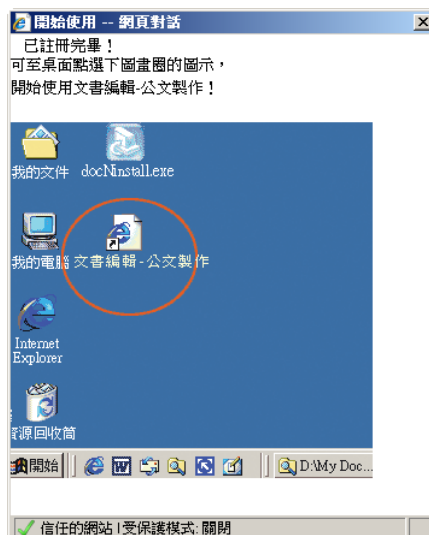 開始使用 -- 網頁對話
已註冊完畢！
可至桌面點選下圖畫圈的圖示，
開始使用文書編輯-公文製作！
我的文件 docNinstall.exe
我的電腦 文書編輯-公文製作
Internet
Explorer
資源回收筒
開始 D:\My Doc...
信任的網站 | 受保護模式: 關閉